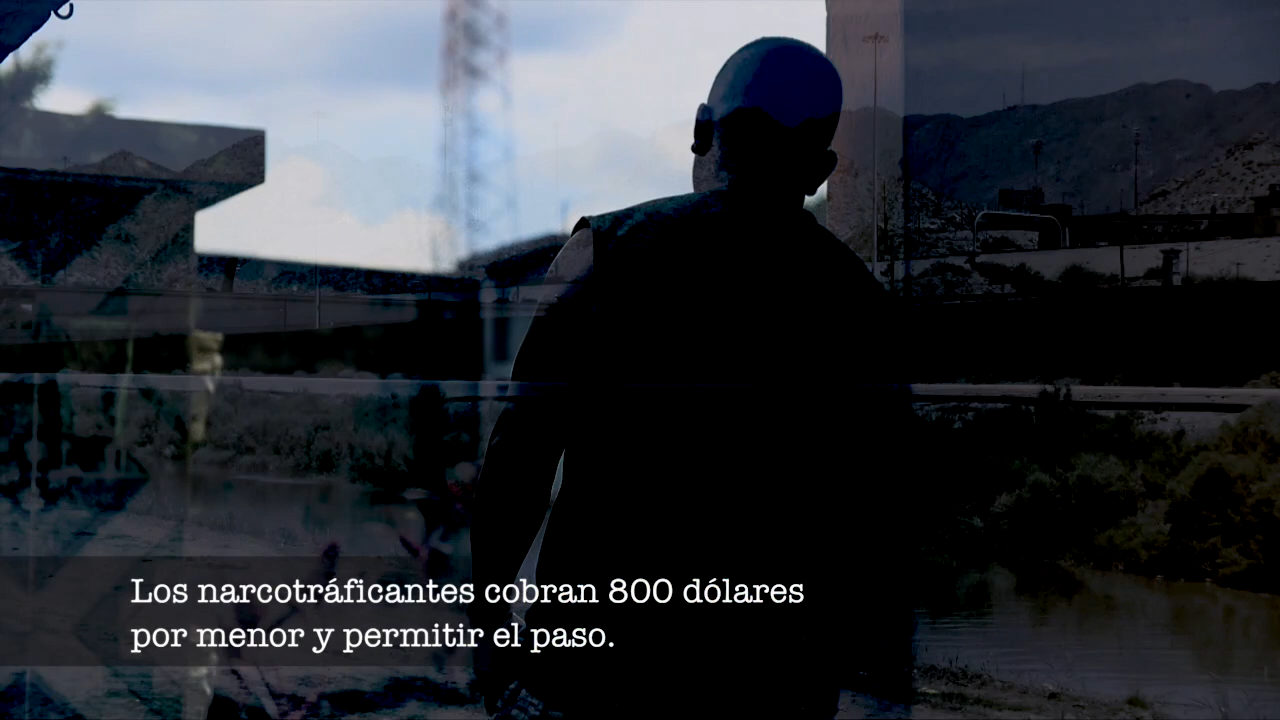 Los narcotráficantes cobran 800 dólares
por menor y permitir el paso.